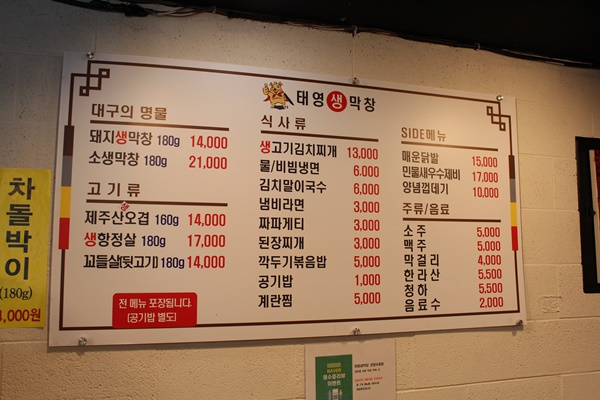 태영생막창
대구의 명물
돼지생막창 180g 14,000
소생막창 180g 21,000
고기류
제주산오겹 160g 14,000
생항정살 180g 17,000
꼬들살(뒷고기) 180g 14,000
전 메뉴 포장됩니다.
[공기밥 별도]
식사류
생고기김치찌개 13,000
물/비빔냉면 6,000
김치말이국수 6,000
냄비라면 3,000
짜파게티 3,000
된장찌개 3,000
깍두기볶음밥 5,000
공기밥 1,000
계란찜 5,000
SIDE메뉴
매운닭발 15,000
민물새우수제비 17,000
양념껍데기 10,000
주류/음료
소주 5,000
맥주 5,000
막걸리 4,000
한라산 5,500
청하 5,500
음료수 2,000
차돌박이
(180g)
4,000원
NAVER
영수증리뷰
이벤트